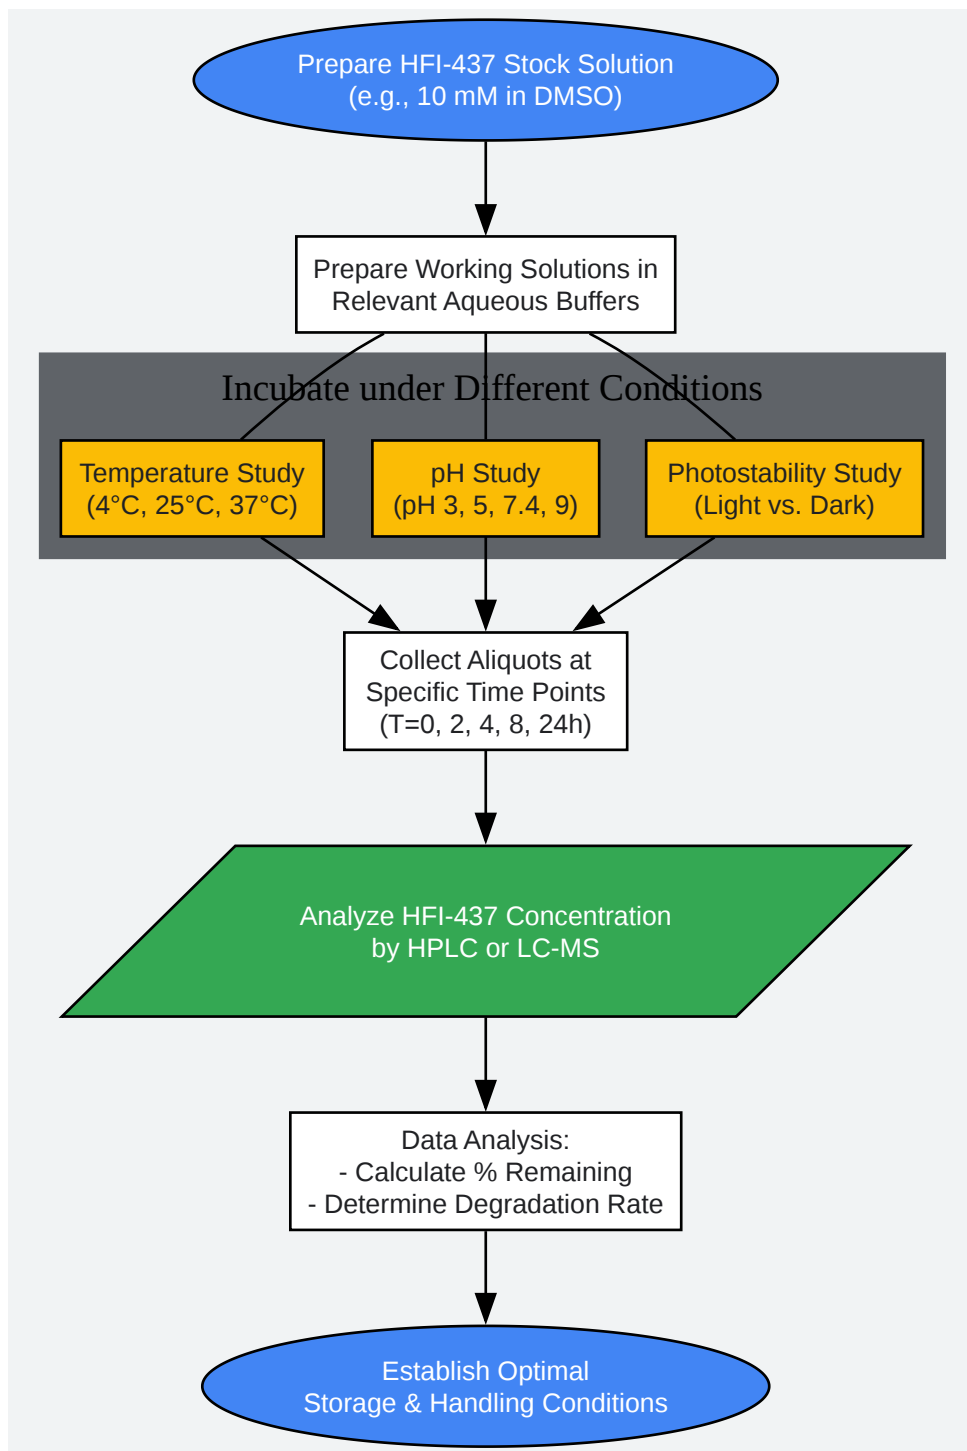 Prepare HFI-437 Stock Solution
(e.g., 10 mM in DMSO)
Prepare Working Solutions in
Relevant Aqueous Buffers
Incubate under Different Conditions
Temperature Study
(4°C, 25°C, 37°C)
pH Study
(pH 3, 5, 7.4, 9)
Photostability Study
(Light vs. Dark)
Collect Aliquots at
Specific Time Points
(T=0, 2, 4, 8, 24h)
Analyze HFI-437 Concentration
by HPLC or LC-MS
Data Analysis:
- Calculate % Remaining
- Determine Degradation Rate
Establish Optimal
Storage & Handling Conditions